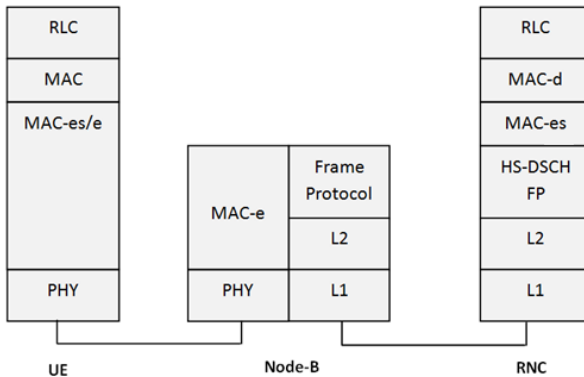 RLC
MAC
MAC-es/e
PHY
UE
MAC-e
PHY
Frame
Protocol
L2
L1
Node-B
RLC
MAC-d
MAC-es
HS-DSCH
FP
L2
L1
RNC